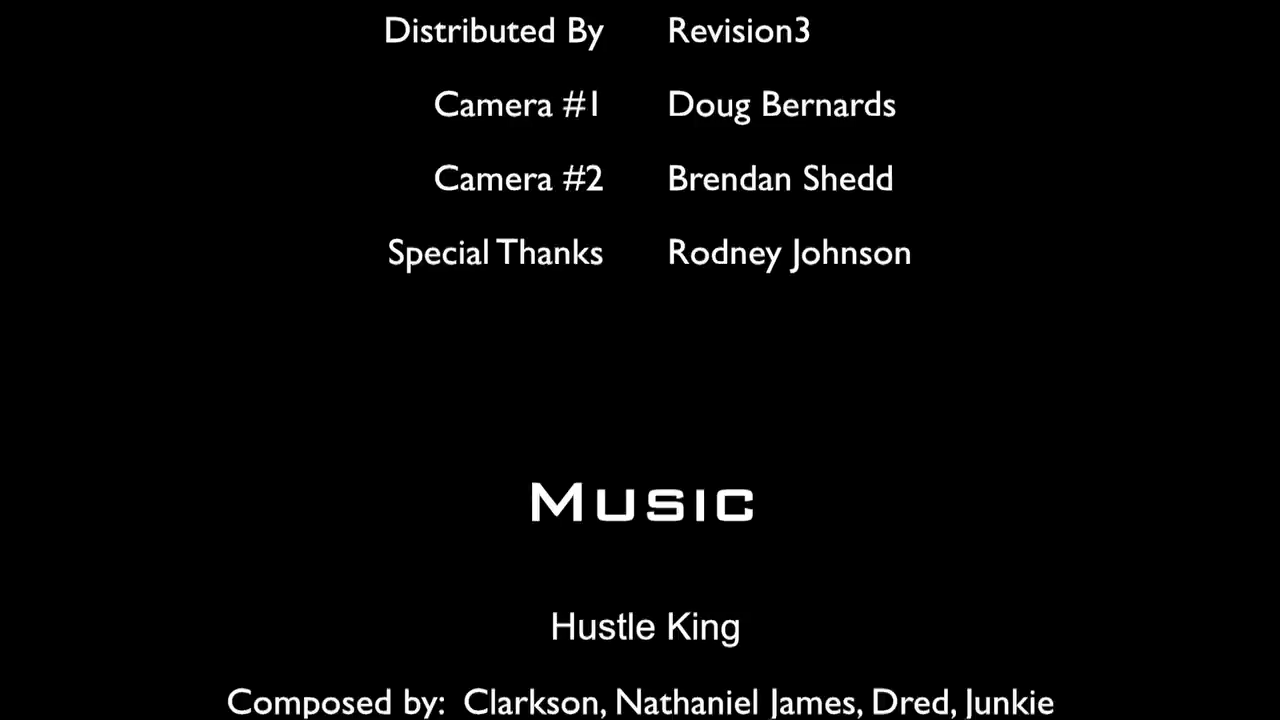 Distributed By Revision3
Camera #1 Doug Bernards
Camera #2 Brendan Shedd
Special Thanks Rodney Johnson
Music
Hustle King
Composed by: Clarkson, Nathaniel James, Dred, Junkie